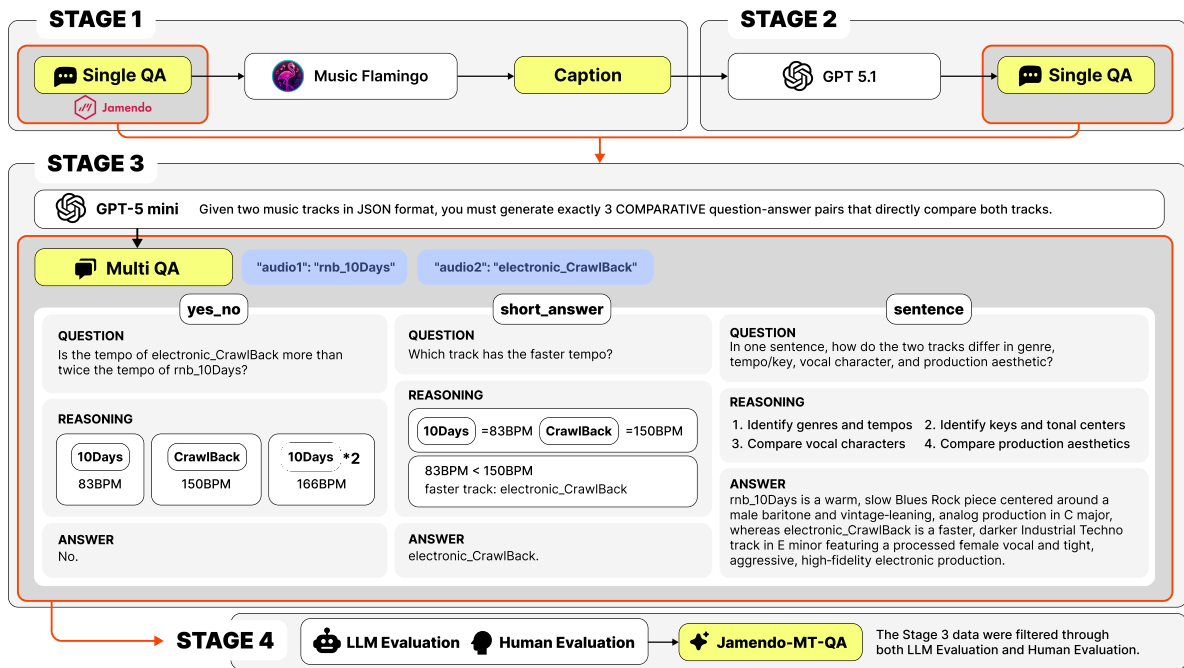 STAGE 1
Single QA
Jamendo
Music Flamingo
Caption
STAGE 2
GPT 5.1
Single QA
STAGE 3
GPT-5 mini
Given two music tracks in JSON format, you must generate exactly 3 COMPARATIVE question-answer pairs that directly compare both tracks.
Multi QA
"audio1": "rnb_10Days"
"audio2": "electronic_CrawlBack"
yes_no
QUESTION
Is the tempo of electronic_CrawlBack more than
twice the tempo of rnb_10Days?
REASONING
10Days
83BPM
CrawlBack
150BPM
10Days *2
166BPM
ANSWER
No.
short_answer
QUESTION
Which track has the faster tempo?
REASONING
10Days =83BPM CrawlBack =150BPM
83BPM < 150BPM
faster track: electronic_CrawlBack
ANSWER
electronic_CrawlBack.
sentence
QUESTION
In one sentence, how do the two tracks differ in genre,
tempo/key, vocal character, and production aesthetic?
REASONING
1. Identify genres and tempos 2. Identify keys and tonal centers
3. Compare vocal characters 4. Compare production aesthetics
ANSWER
rnb_10Days is a warm, slow Blues Rock piece centered around a
male baritone and vintage-leaning, analog production in C major,
whereas electronic_CrawlBack is a faster, darker Industrial Techno
track in E minor featuring a processed female vocal and tight,
aggressive, high-fidelity electronic production.
STAGE 4
LLM Evaluation Human Evaluation
Jamendo-MT-QA
The Stage 3 data were filtered through
both LLM Evaluation and Human Evaluation.